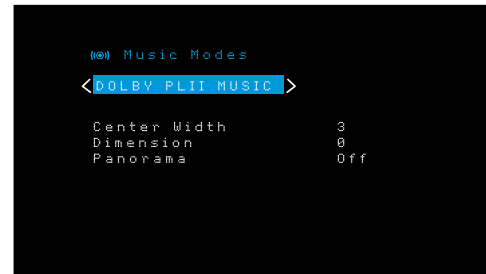 Music Modes
DOLBY PLII MUSIC
Center Width 3
Dimension 0
Panorama Off